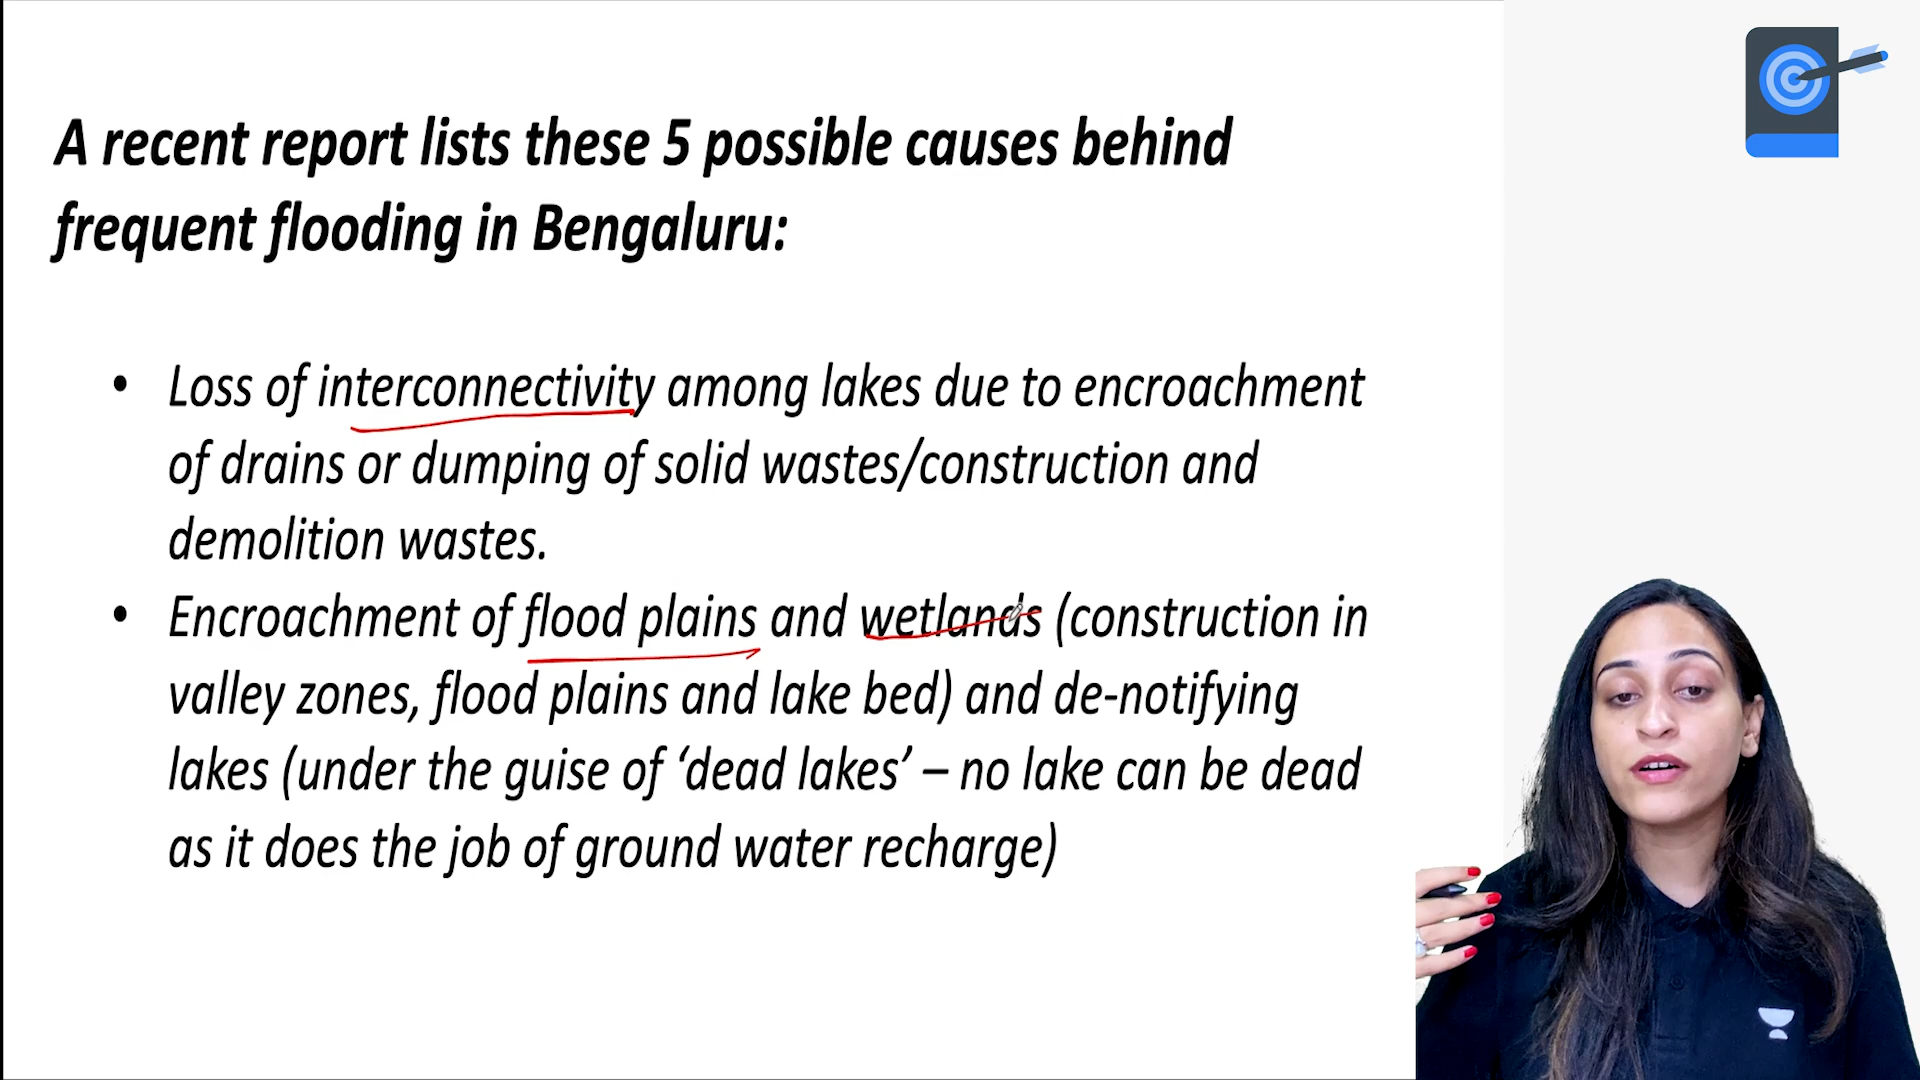 A recent report lists these 5 possible causes behind
frequent flooding in Bengaluru:
• Loss of interconnectivity among lakes due to encroachment
of drains or dumping of solid wastes/construction and
demolition wastes.
• Encroachment of flood plains and wetlands (construction in
valley zones, flood plains and lake bed) and de-notifying
lakes (under the guise of ‘dead lakes’ – no lake can be dead
as it does the job of ground water recharge)